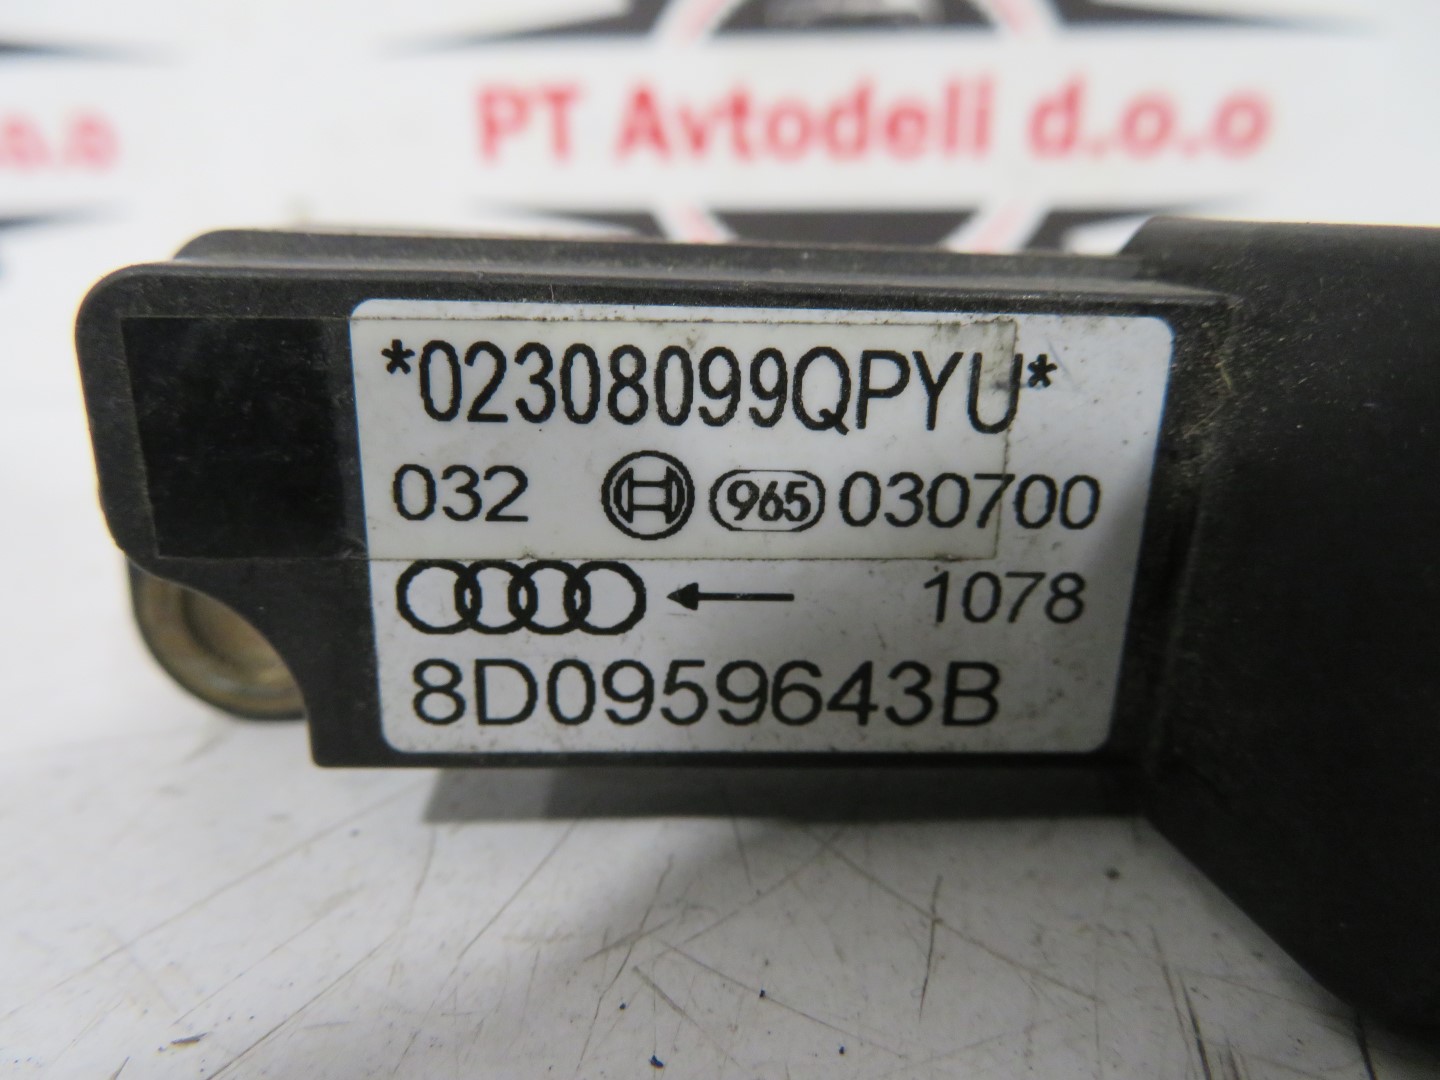 .o.o
PT Avtodeli d.o.o
*02308099QPYU*
032 965 030700
1078
8D0959643B